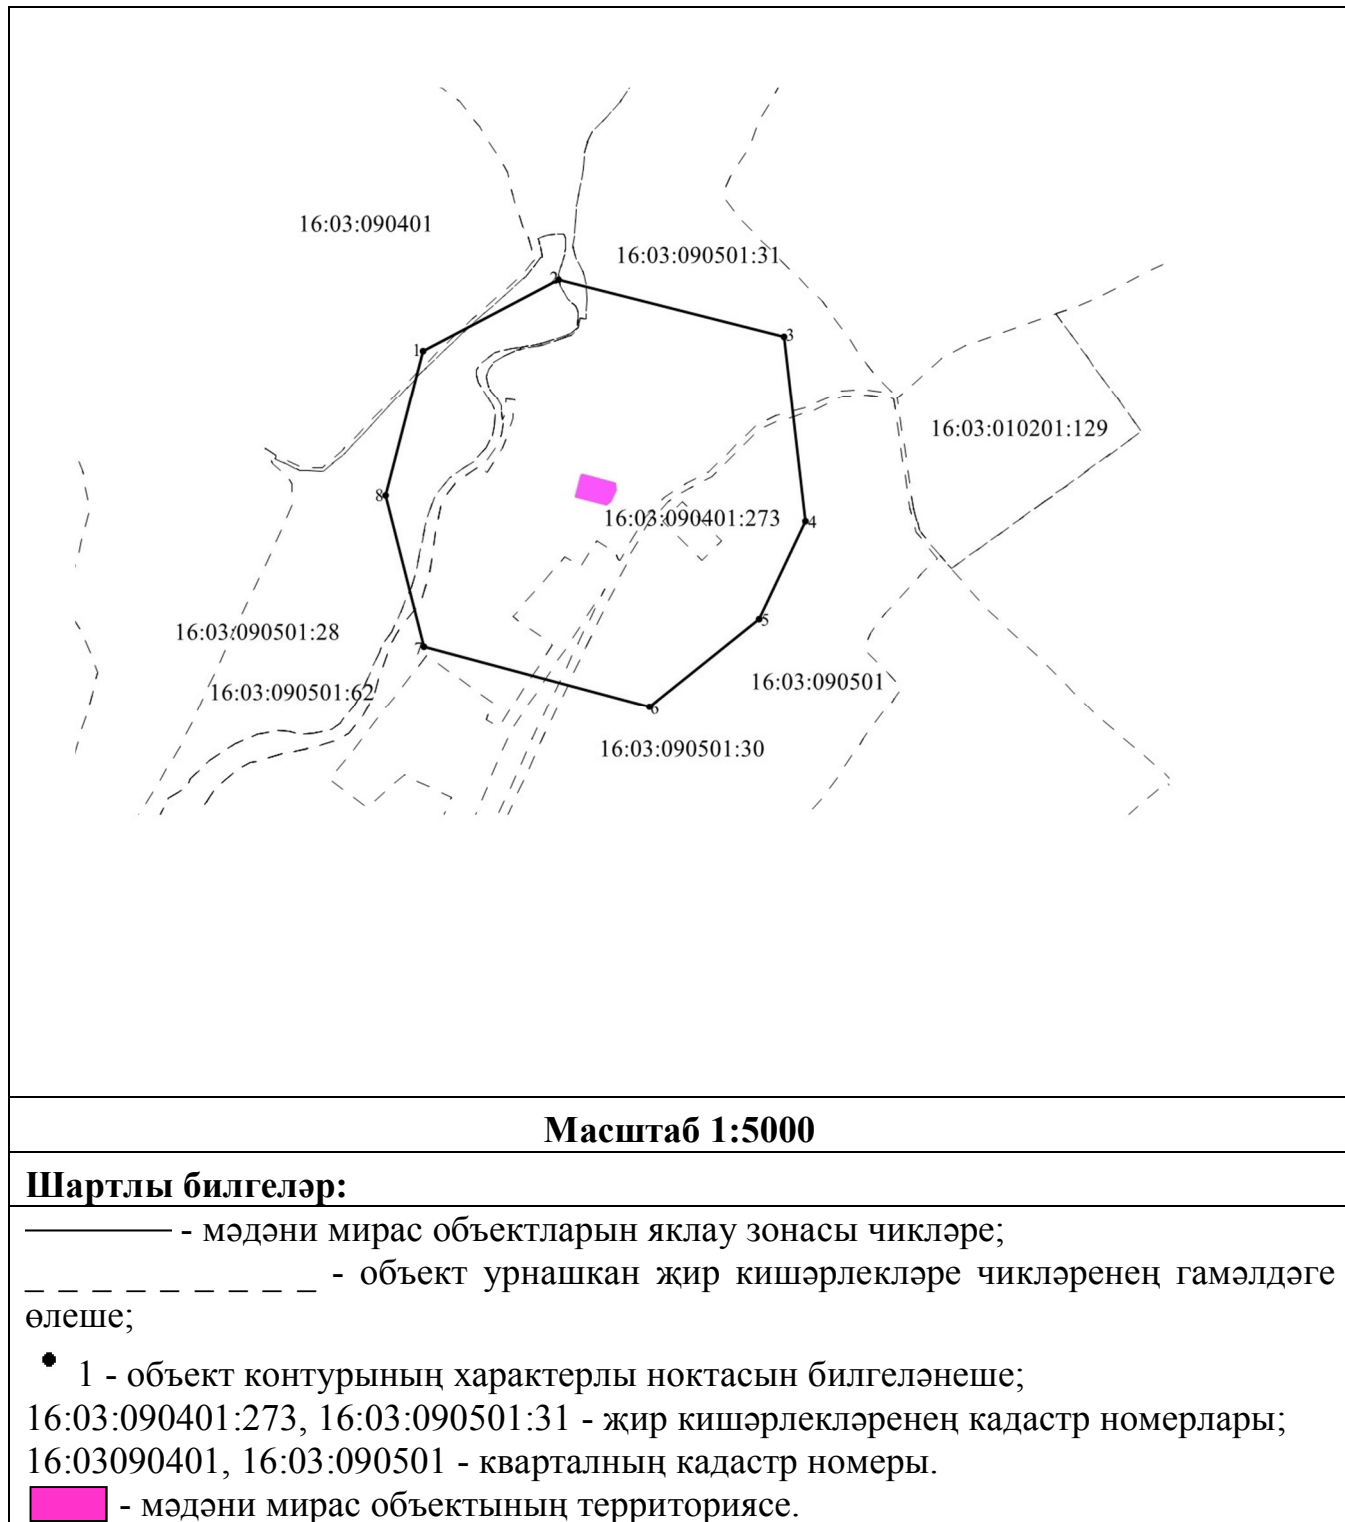 16:03:090401
16:03:090501:31
2
3
1
16:03:010201:129
8
16:03:090401:273
4
5
16:03:090501:28
7
16:03:090501
16:03:090501:62
6
16:03:090501:30
Масштаб 1:5000
Шартлы билгеләр:
- мәдәни мирас объектларын яклау зонасы чикләре;
_ _ _ _ _ _ _ _ _ - объект урнашкан җир кишәрлекләре чикләренең гамәлдәге
өлеше;
• 1 - объект контурының характерлы ноктасын билгеләнеше;
16:03:090401:273, 16:03:090501:31 - җир кишәрлекләренең кадастр номерлары;
16:03090401, 16:03:090501 - кварталның кадастр номеры.
- мәдәни мирас объектының территориясе.